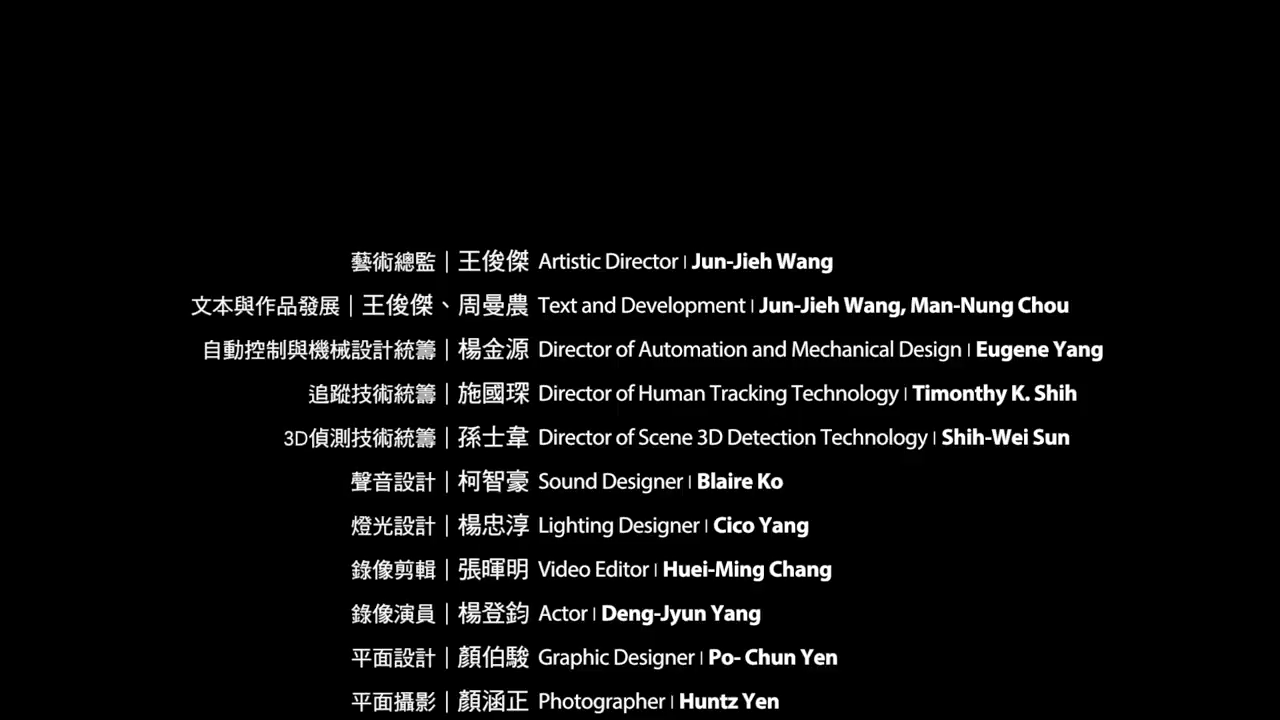 藝術總監｜王俊傑 Artistic Director | Jun-Jieh Wang
文本與作品發展｜王俊傑、周曼農 Text and Development | Jun-Jieh Wang, Man-Nung Chou
自動控制與機械設計統籌｜楊金源 Director of Automation and Mechanical Design | Eugene Yang
追蹤技術統籌｜施國琛 Director of Human Tracking Technology | Timonthy K. Shih
3D偵測技術統籌｜孫士韋 Director of Scene 3D Detection Technology | Shih-Wei Sun
聲音設計｜柯智豪 Sound Designer | Blaire Ko
燈光設計｜楊忠淳 Lighting Designer | Cico Yang
錄像剪輯｜張暉明 Video Editor | Huei-Ming Chang
錄像演員｜楊登鈞 Actor | Deng-Jyun Yang
平面設計｜顏伯駿 Graphic Designer | Po- Chun Yen
平面攝影｜顏涵正 Photographer | Huntz Yen